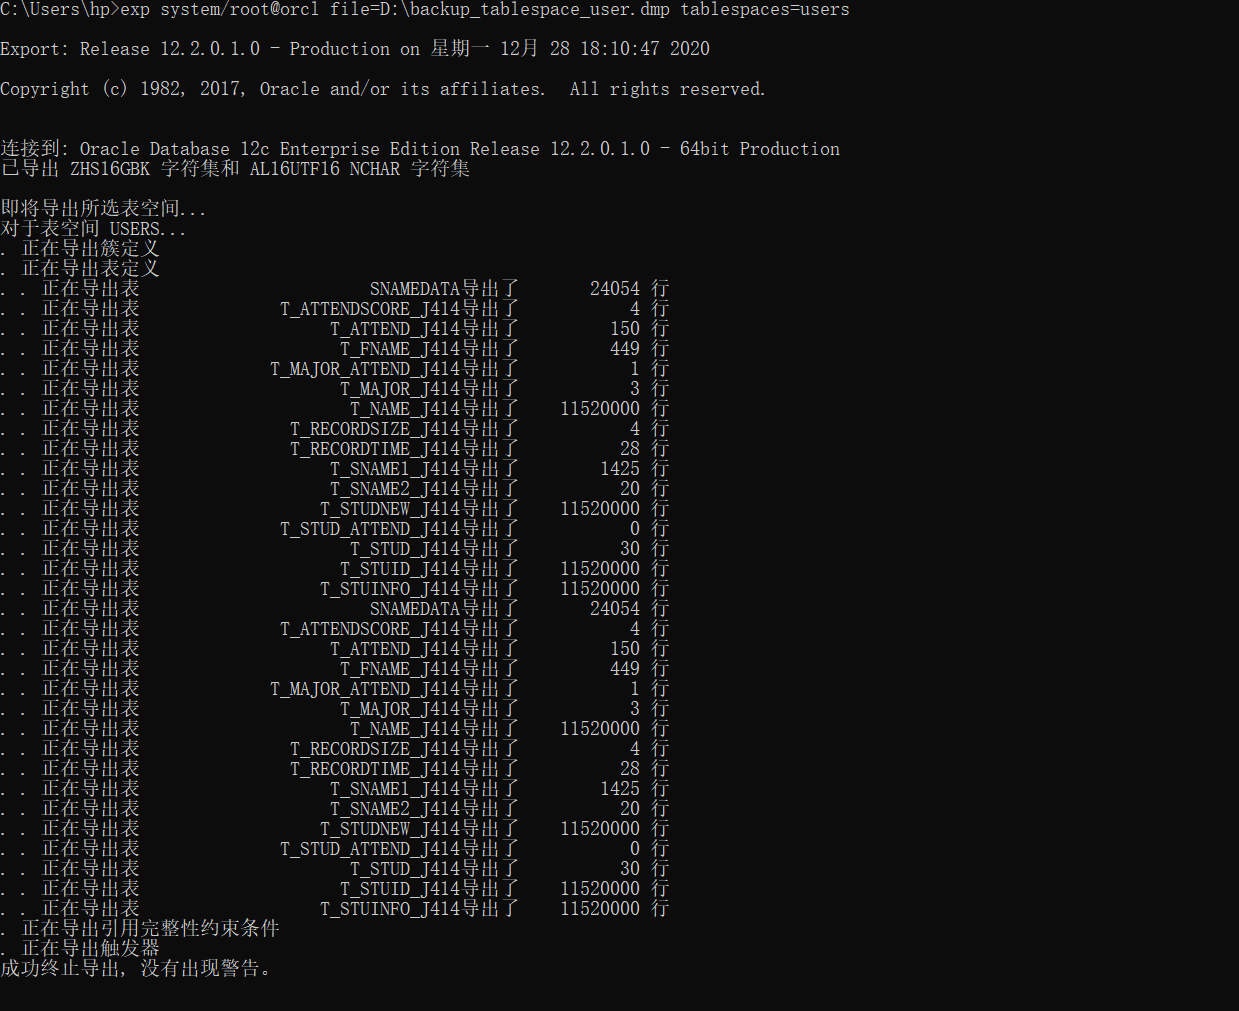 C:\Users\hp>exp system/root@orcl file=D:\backup_tablespace_user.dmp tablespaces=users
Export: Release 12.2.0.1.0 - Production on 星期一 12月 28 18:10:47 2020
Copyright (c) 1982, 2017, Oracle and/or its affiliates.  All rights reserved.
连接到: Oracle Database 12c Enterprise Edition Release 12.2.0.1.0 - 64bit Production
已导出 ZHS16GBK 字符集和 AL16UTF16 NCHAR 字符集
即将导出所选表空间...
对于表空间 USERS...
. 正在导出簇定义
. 正在导出表定义
. . 正在导出表                       SNAMEDATA导出了       24054 行
. . 正在导出表              T_ATTENDSCORE_J414导出了           4 行
. . 正在导出表                   T_ATTEND_J414导出了         150 行
. . 正在导出表                    T_FNAME_J414导出了         449 行
. . 正在导出表             T_MAJOR_ATTEND_J414导出了           1 行
. . 正在导出表                    T_MAJOR_J414导出了           3 行
. . 正在导出表                     T_NAME_J414导出了    11520000 行
. . 正在导出表               T_RECORDSIZE_J414导出了           4 行
. . 正在导出表               T_RECORDTIME_J414导出了          28 行
. . 正在导出表                   T_SNAME1_J414导出了        1425 行
. . 正在导出表                   T_SNAME2_J414导出了          20 行
. . 正在导出表                  T_STUDNEW_J414导出了    11520000 行
. . 正在导出表              T_STUD_ATTEND_J414导出了           0 行
. . 正在导出表                     T_STUD_J414导出了          30 行
. . 正在导出表                    T_STUID_J414导出了    11520000 行
. . 正在导出表                  T_STUINFO_J414导出了    11520000 行
. . 正在导出表                       SNAMEDATA导出了       24054 行
. . 正在导出表              T_ATTENDSCORE_J414导出了           4 行
. . 正在导出表                   T_ATTEND_J414导出了         150 行
. . 正在导出表                    T_FNAME_J414导出了         449 行
. . 正在导出表             T_MAJOR_ATTEND_J414导出了           1 行
. . 正在导出表                    T_MAJOR_J414导出了           3 行
. . 正在导出表                     T_NAME_J414导出了    11520000 行
. . 正在导出表               T_RECORDSIZE_J414导出了           4 行
. . 正在导出表               T_RECORDTIME_J414导出了          28 行
. . 正在导出表                   T_SNAME1_J414导出了        1425 行
. . 正在导出表                   T_SNAME2_J414导出了          20 行
. . 正在导出表                  T_STUDNEW_J414导出了    11520000 行
. . 正在导出表              T_STUD_ATTEND_J414导出了           0 行
. . 正在导出表                     T_STUD_J414导出了          30 行
. . 正在导出表                    T_STUID_J414导出了    11520000 行
. . 正在导出表                  T_STUINFO_J414导出了    11520000 行
. 正在导出引用完整性约束条件
. 正在导出触发器
成功终止导出, 没有出现警告。